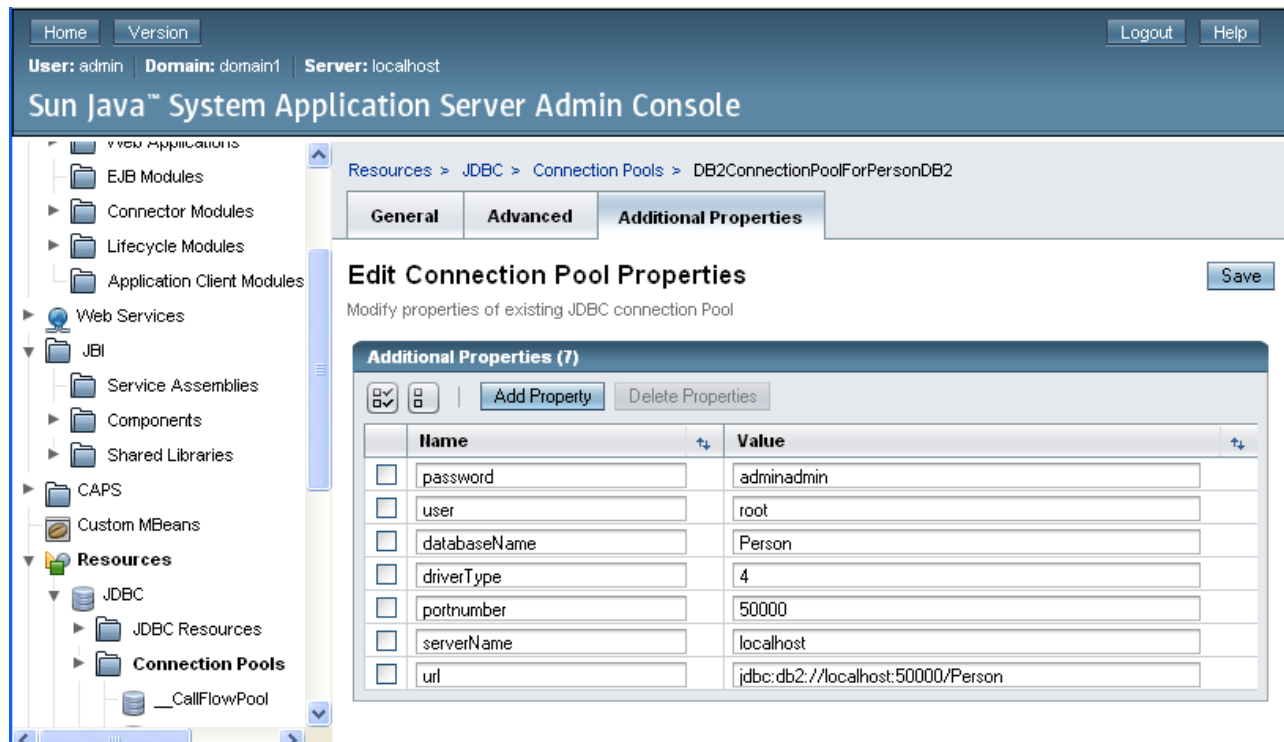 Home Version Logout Help
User: admin Domain: domain1 Server: localhost
Sun Java™ System Application Server Admin Console
Web Applications
EJB Modules
Connector Modules
Lifecycle Modules
Application Client Modules
Web Services
JBI
Service Assemblies
Components
Shared Libraries
CAPS
Custom MBeans
Resources
JDBC
JDBC Resources
Connection Pools
__CallFlowPool
Resources > JDBC > Connection Pools > DB2ConnectionPoolForPersonDB2
General Advanced Additional Properties
Edit Connection Pool Properties Save
Modify properties of existing JDBC connection Pool
Additional Properties (7)
Add Property Delete Properties
Name Value
password adminadmin
user root
databaseName Person
driverType 4
portnumber 50000
serverName localhost
url jdbc:db2://localhost:50000/Person